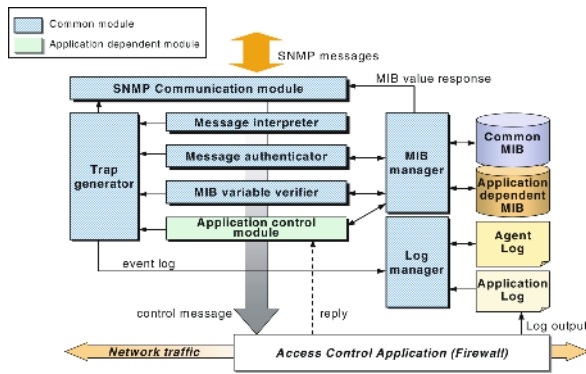 Common module
Application dependent module
SNMP messages
SNMP Communication module
MIB value response
Message interpreter
Trap
generator
Message authenticator
MIB
manager
Common
MIB
MIB variable verifier
Application
dependent
MIB
Application control
module
Log
manager
Agent
Log
event log
Application
Log
control message
reply
Log output
Network traffic
Access Control Application (Firewall)